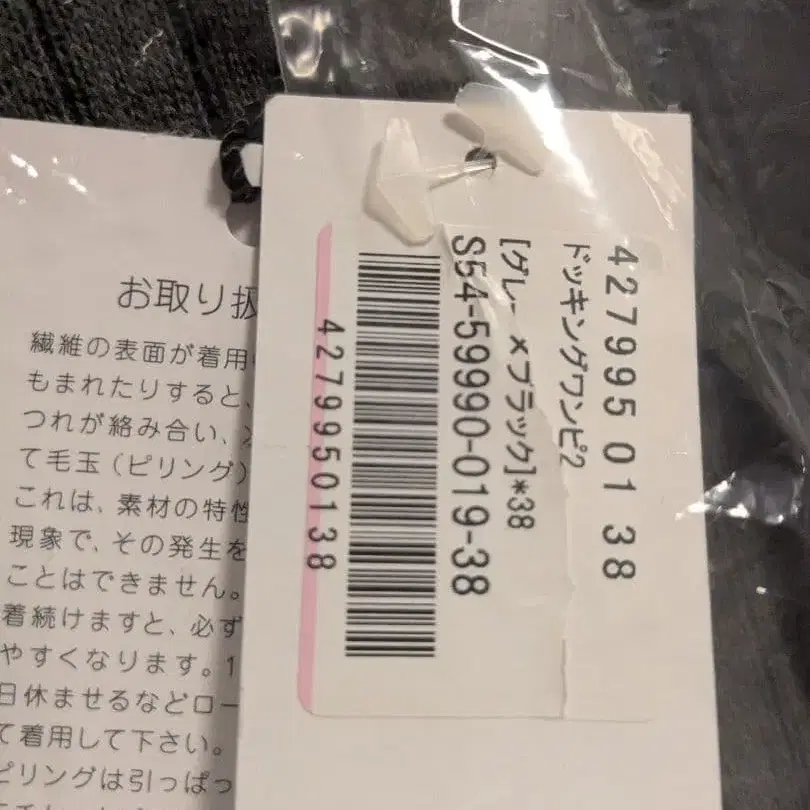 お取り扱
繊維の表面が着用
もまれたりすると、
つれが絡み合い、
て毛玉（ピリング）
これは、素材の特性
現象で、その発生を
ことはできません。
着続けますと、必ず
やすくなります。1
日休ませるなどロー
て着用して下さい。
ピリングは引っぱっ
427995 01 38
ドッキングワンピ2
[グレー×ブラック]*38
S54-59990-019-38
4279950138